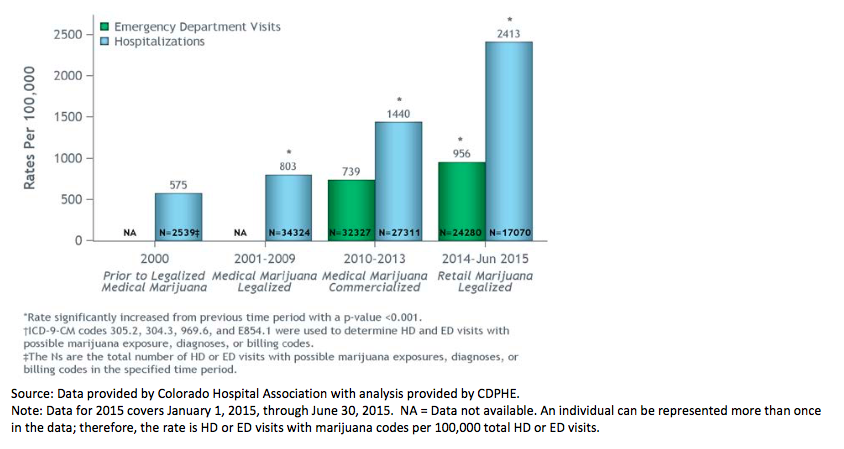 Emergency Department Visits
Hospitalizations
Rates Per 100,000
2500
2000
1500
1000
500
0
NA
575
N=2539‡
NA
*
803
N=34324
739
N=32327
*
1440
N=27311
*
956
N=24280
*
2413
N=17070
2000
2001-2009
2010-2013
2014-Jun 2015
Prior to Legalized
Medical Marijuana
Medical Marijuana
Legalized
Medical Marijuana
Commercialized
Retail Marijuana
Legalized
*Rate significantly increased from previous time period with a p-value <0.001.
†ICD-9-CM codes 305.2, 304.3, 969.6, and E854.1 were used to determine HD and ED visits with
possible marijuana exposure, diagnoses, or billing codes.
‡The Ns are the total number of HD or ED visits with possible marijuana exposures, diagnoses, or
billing codes in the specified time period.
Source: Data provided by Colorado Hospital Association with analysis provided by CDPHE.
Note: Data for 2015 covers January 1, 2015, through June 30, 2015.  NA = Data not available. An individual can be represented more than once
in the data; therefore, the rate is HD or ED visits with marijuana codes per 100,000 total HD or ED visits.